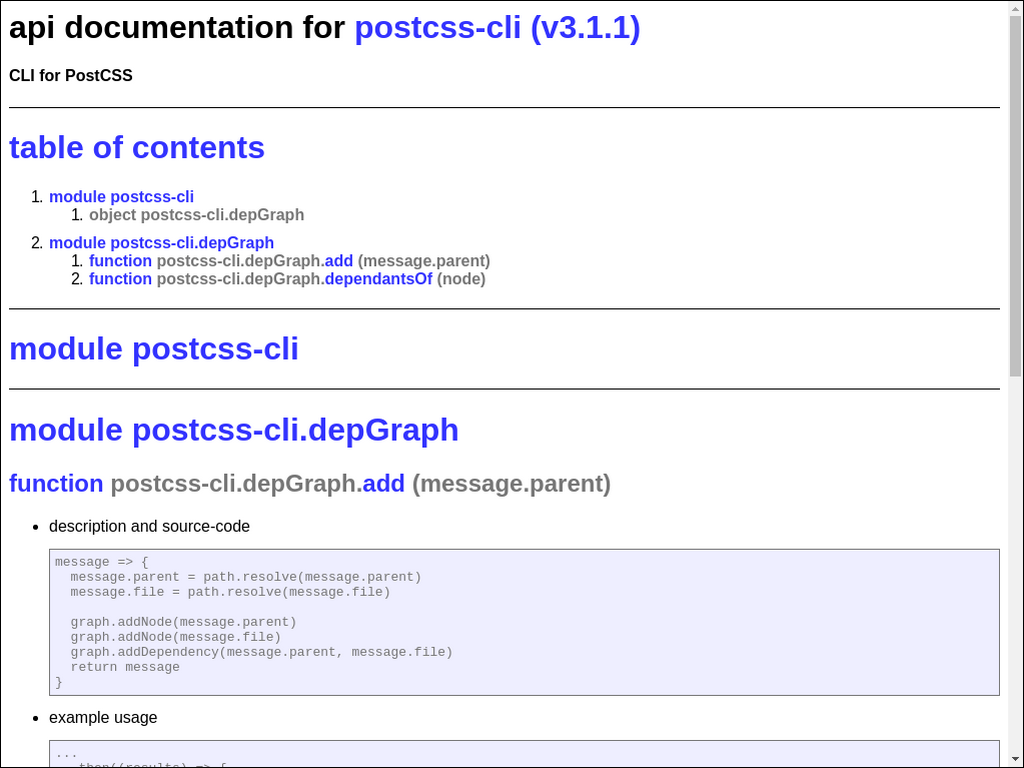 api documentation for postcss-cli (v3.1.1)
CLI for PostCSS
table of contents
1. module postcss-cli
1. object postcss-cli.depGraph
2. module postcss-cli.depGraph
1. function postcss-cli.depGraph.add (message.parent)
2. function postcss-cli.depGraph.dependantsOf (node)
module postcss-cli
module postcss-cli.depGraph
function postcss-cli.depGraph.add (message.parent)
• description and source-code
message => {
  message.parent = path.resolve(message.parent)
  message.file = path.resolve(message.file)
  graph.addNode(message.parent)
  graph.addNode(message.file)
  graph.addDependency(message.parent, message.file)
  return message
}
• example usage
...
  .then((results) => {